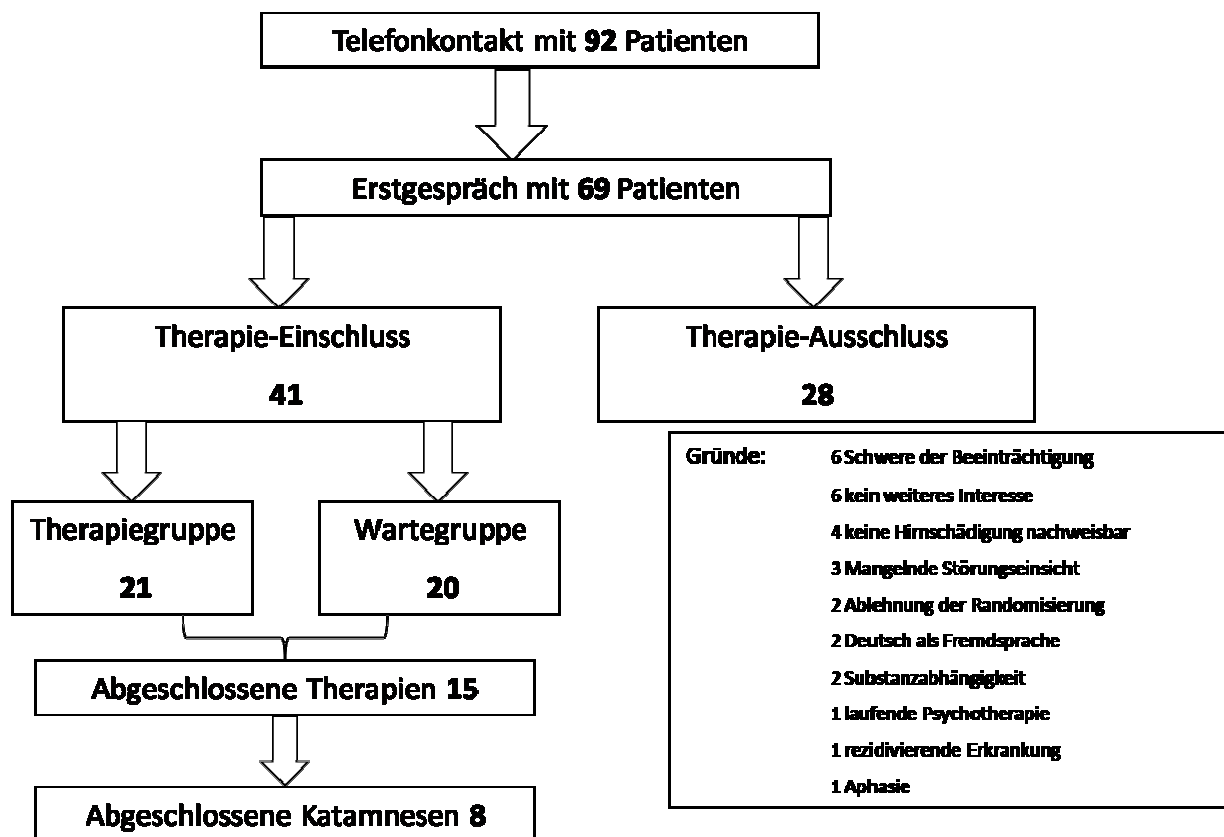 Telefonkontakt mit 92 Patienten
Erstgespräch mit 69 Patienten
Therapie-Einschluss
41
Therapie-Ausschluss
28
Therapiegruppe
21
Wartegruppe
20
Abgeschlossene Therapien 15
Abgeschlossene Katamnesen 8
Gründe: 6 Schwere der Beeinträchtigung
6 kein weiteres Interesse
4 keine Hirnschädigung nachweisbar
3 Mangelnde Störungseinsicht
2 Ablehnung der Randomisierung
2 Deutsch als Fremdsprache
2 Substanzabhängigkeit
1 laufende Psychotherapie
1 rezidivierende Erkrankung
1 Aphasie